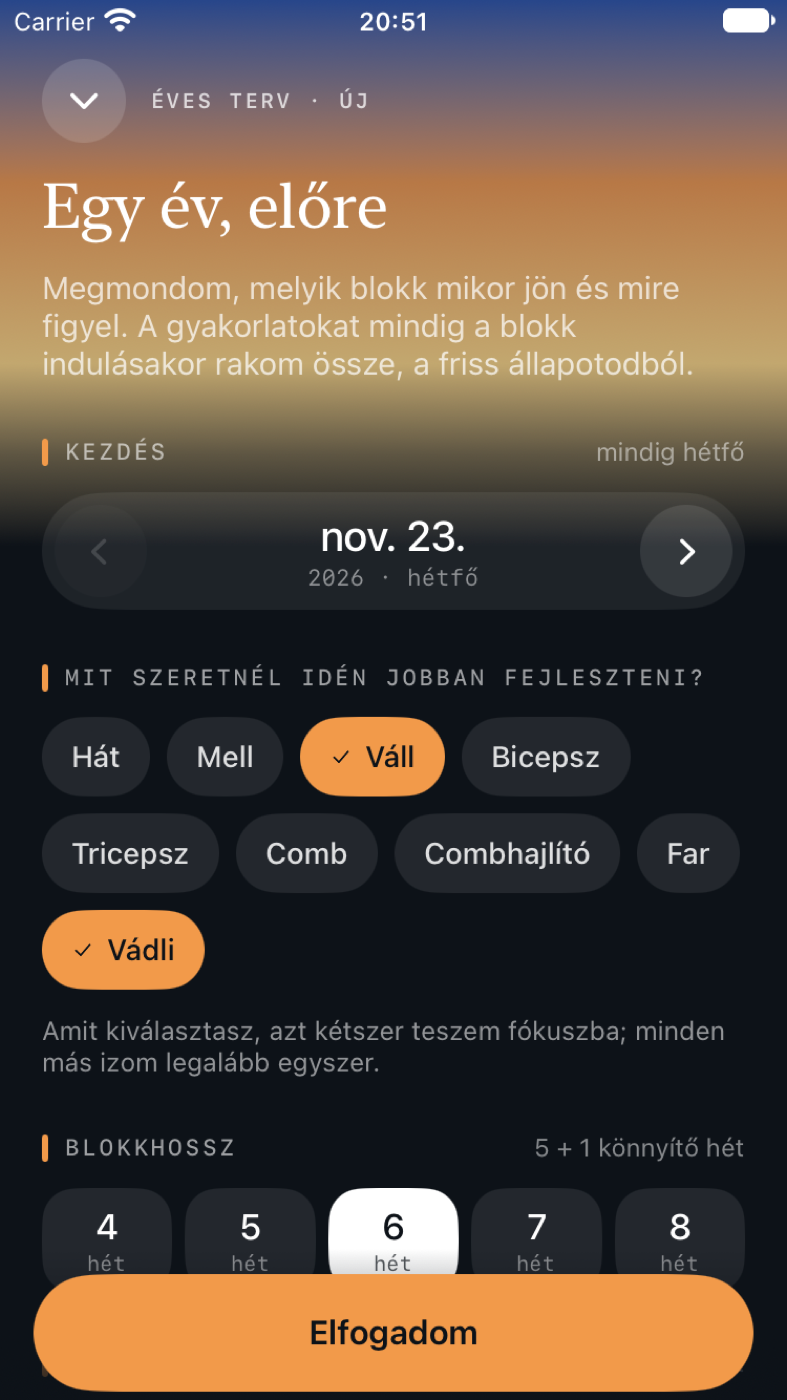 Carrier 20:51
ÉVES TERV · ÚJ
Egy év, előre
Megmondom, melyik blokk mikor jön és mire
figyel. A gyakorlatokat mindig a blokk
indulásakor rakom össze, a friss állapotodból.
KEZDÉS mindig hétfő
nov. 23.
2026 · hétfő
MIT SZERETNÉL IDÉN JOBBAN FEJLESZTENI?
Hát Mell Váll Bicepsz
Tricepsz Comb Combhajlító Far
Vádli
Amit kiválasztasz, azt kétszer teszem fókuszba; minden
más izom legalább egyszer.
BLOKKHOSSZ 5 + 1 könnyítő hét
4 5 6 7 8
hét hét hét hét hét
Elfogadom